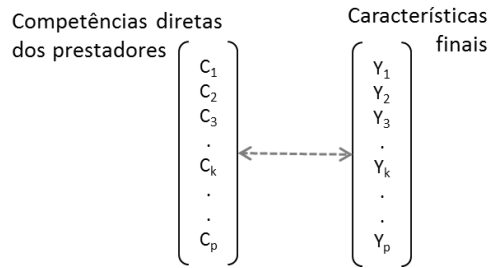 Competências diretas
dos prestadores
Características
finais
C1
C2
C3
.
Ck
.
.
Cp
Y1
Y2
Y3
.
Yk
.
.
Yp